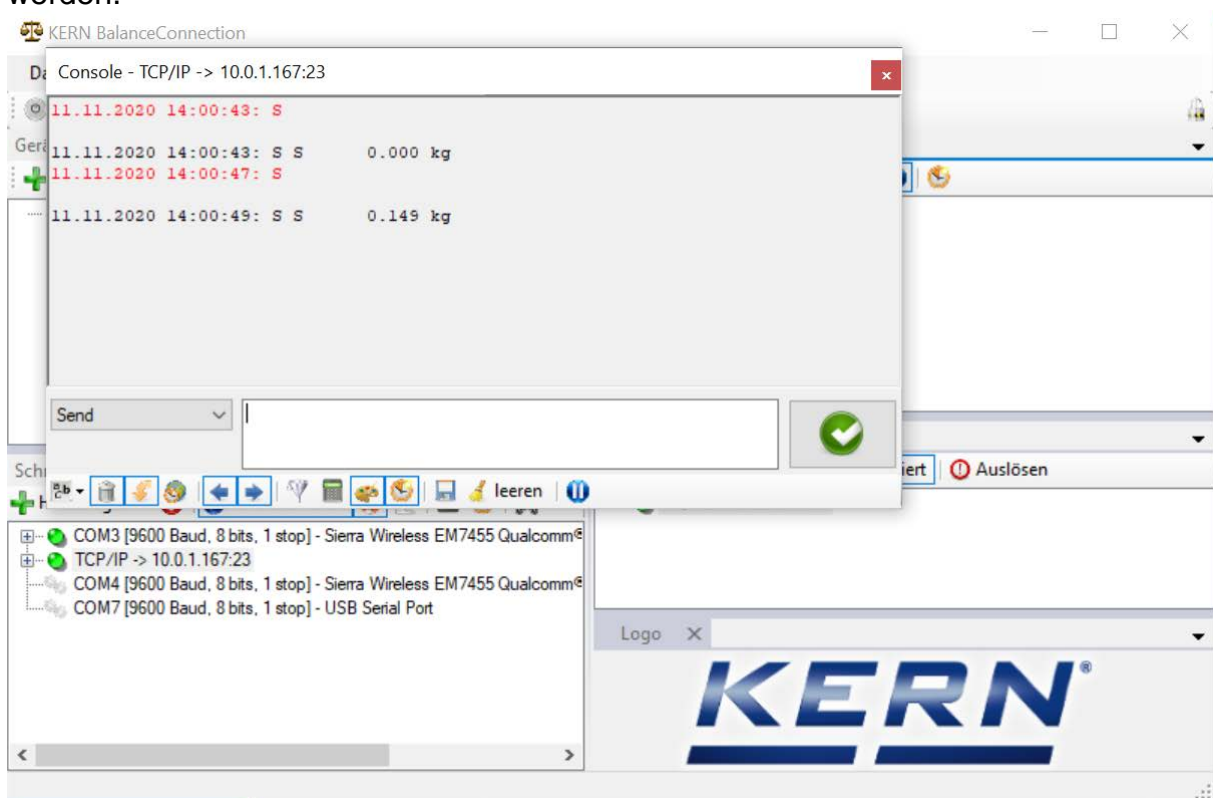 KERN BalanceConnection
Console - TCP/IP -> 10.0.1.167:23
11.11.2020 14:00:43: S
11.11.2020 14:00:43: S S 0.000 kg
11.11.2020 14:00:47: S
11.11.2020 14:00:49: S S 0.149 kg
Send
leeren
Auslösen
COM3 [9600 Baud, 8 bits, 1 stop] - Sierra Wireless EM7455 Qualcomm®
TCP/IP -> 10.0.1.167:23
COM4 [9600 Baud, 8 bits, 1 stop] - Sierra Wireless EM7455 Qualcomm®
COM7 [9600 Baud, 8 bits, 1 stop] - USB Serial Port
Logo
KERN®